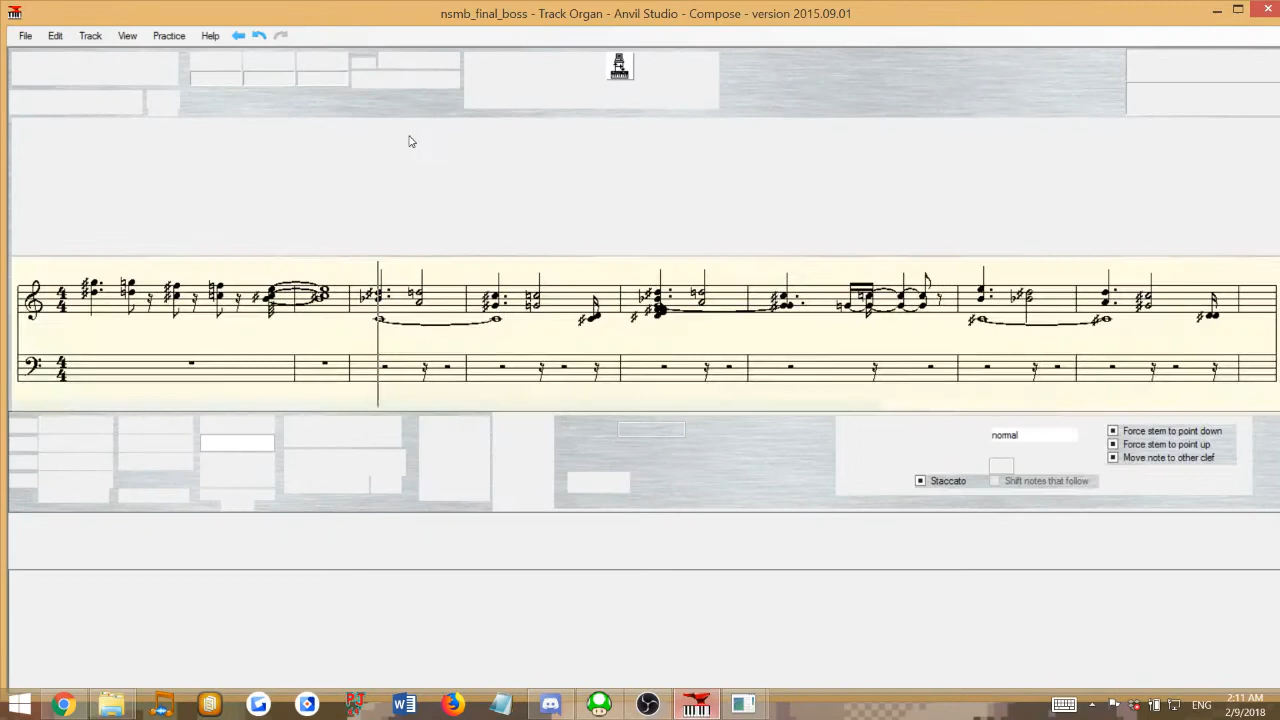 nsmb_final_boss - Track Organ - Anvil Studio - Compose - version 2015.09.01
File Edit Track View Practice Help
normal
Force stem to point down
Force stem to point up
Move note to other clef
Staccato Shift notes that follow
ENG
2:11 AM
2/9/2018